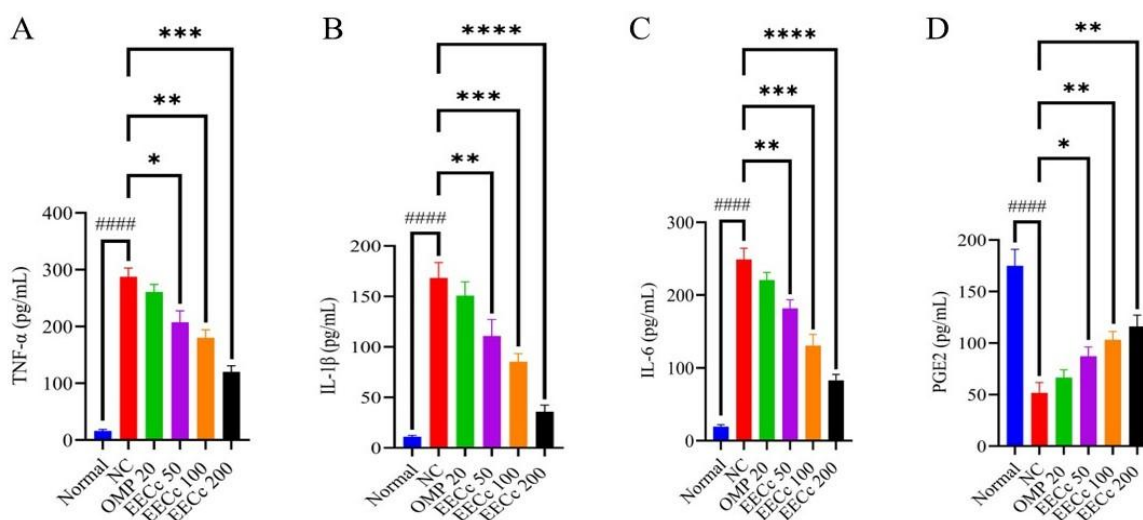 A
***
**
*
####
TNF-α (pg/mL)
400
300
200
100
0
Normal
NC
OMP 20
EECc 50
EECc 100
EECc 200
B
****
***
**
####
IL-1β (pg/mL)
200
150
100
50
0
Normal
NC
OMP 20
EECc 50
EECc 100
EECc 200
C
****
***
**
####
IL-6 (pg/mL)
300
200
100
0
Normal
NC
OMP 20
EECc 50
EECc 100
EECc 200
D
**
**
*
####
PGE2 (pg/mL)
200
150
100
50
0
Normal
NC
OMP 20
EECc 50
EECc 100
EECc 200